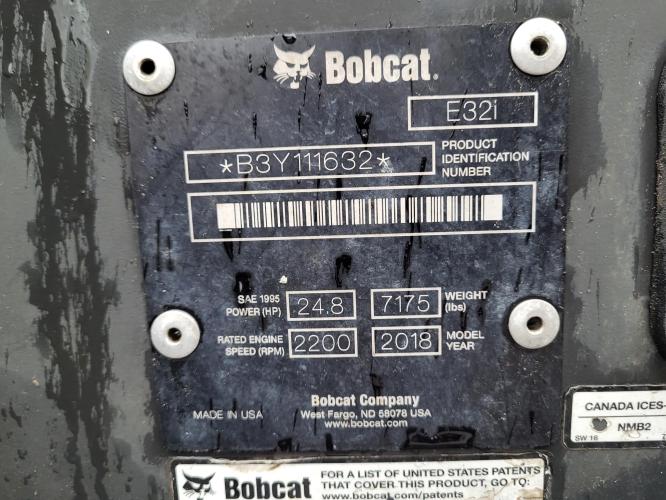 Bobcat.
E32i
*B3Y111632*
PRODUCT
IDENTIFICATION
NUMBER
SAE 1995
POWER (HP)
24.8
7175
WEIGHT
(lbs)
RATED ENGINE
SPEED (RPM)
2200
2018
MODEL
YEAR
Bobcat Company
MADE IN USA
West Fargo, ND 58078 USA
www.bobcat.com
CANADA ICES-
NMB2
SW 16
Bobcat
FOR A LIST OF UNITED STATES PATENTS
THAT COVER THIS PRODUCT, GO TO:
www.bobcat.com/patents